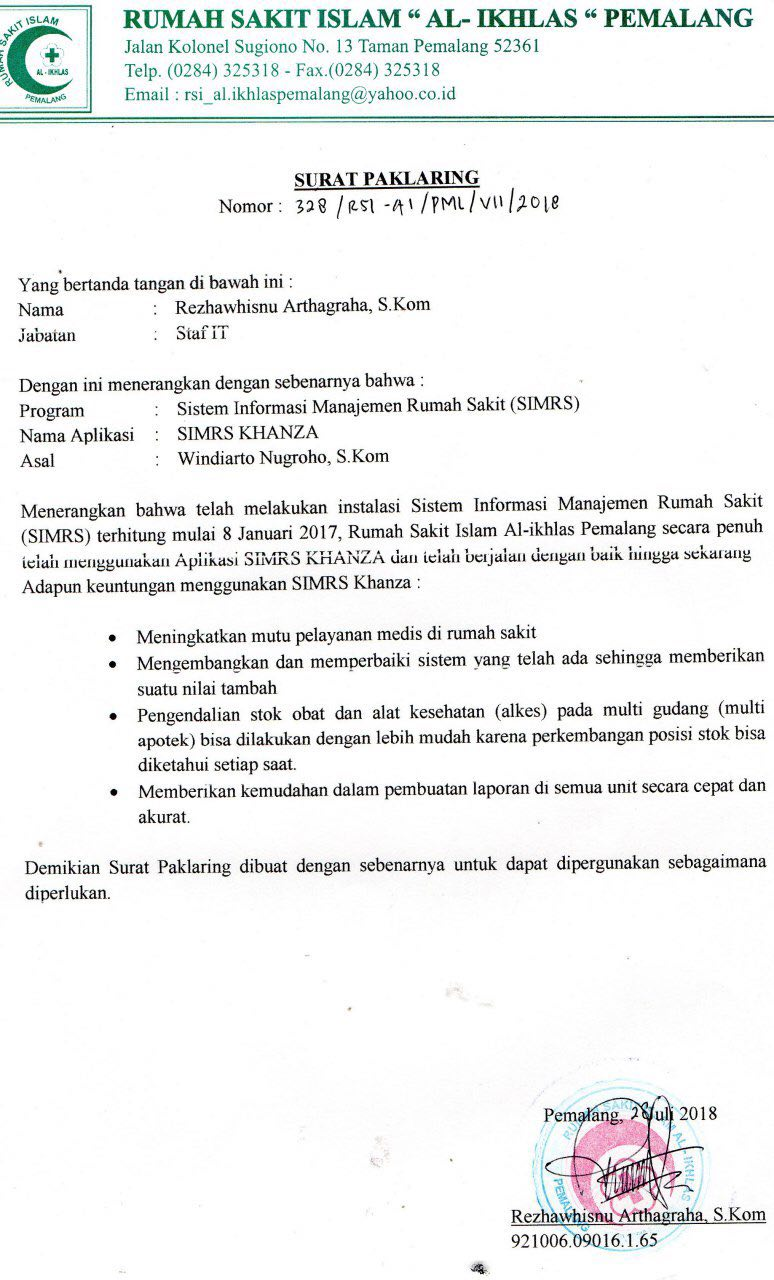 RUMAH SAKIT ISLAM
AL - IKHLAS
PEMALANG
RUMAH SAKIT ISLAM “ AL- IKHLAS “ PEMALANG
Jalan Kolonel Sugiono No. 13 Taman Pemalang 52361
Telp. (0284) 325318 - Fax.(0284) 325318
Email : rsi_al.ikhlaspemalang@yahoo.co.id
SURAT PAKLARING
Nomor : 328 / RSI - A1 / PML / VII / 2018
Yang bertanda tangan di bawah ini :
Nama : Rezhawhisnu Arthagraha, S.Kom
Jabatan : Staf IT
Dengan ini menerangkan dengan sebenarnya bahwa :
Program : Sistem Informasi Manajemen Rumah Sakit (SIMRS)
Nama Aplikasi : SIMRS KHANZA
Asal : Windiarto Nugroho, S.Kom
Menerangkan bahwa telah melakukan instalasi Sistem Informasi Manajemen Rumah Sakit
(SIMRS) terhitung mulai 8 Januari 2017, Rumah Sakit Islam Al-ikhlas Pemalang secara penuh
telah menggunakan Aplikasi SIMRS KHANZA dan telah berjalan dengan baik hingga sekarang
Adapun keuntungan menggunakan SIMRS Khanza :
• Meningkatkan mutu pelayanan medis di rumah sakit
• Mengembangkan dan memperbaiki sistem yang telah ada sehingga memberikan
suatu nilai tambah
• Pengendalian stok obat dan alat kesehatan (alkes) pada multi gudang (multi
apotek) bisa dilakukan dengan lebih mudah karena perkembangan posisi stok bisa
diketahui setiap saat.
• Memberikan kemudahan dalam pembuatan laporan di semua unit secara cepat dan
akurat.
Demikian Surat Paklaring dibuat dengan sebenarnya untuk dapat dipergunakan sebagaimana
diperlukan.
Pemalang, 28 Juli 2018
RUMAH SAKIT ISLAM AL-IKHLAS
PEMALANG
Rezhawhisnu Arthagraha, S.Kom
921006.09016.1.65